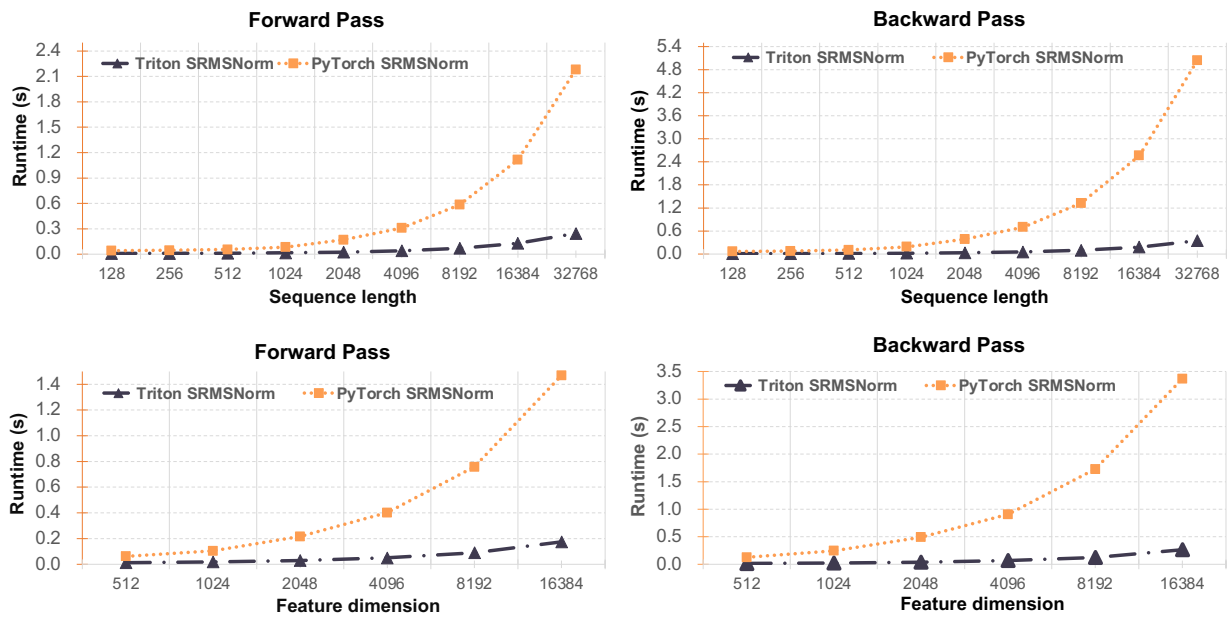 Forward Pass
Triton SRMSNorm PyTorch SRMSNorm
Runtime (s)
2.4
2.1
1.8
1.5
1.2
0.9
0.6
0.3
0.0
128 256 512 1024 2048 4096 8192 16384 32768
Sequence length
Backward Pass
Triton SRMSNorm PyTorch SRMSNorm
Runtime (s)
5.4
4.8
4.2
3.6
3.0
2.4
1.8
1.2
0.6
0.0
128 256 512 1024 2048 4096 8192 16384 32768
Sequence length
Forward Pass
Triton SRMSNorm PyTorch SRMSNorm
Runtime (s)
1.4
1.2
1.0
0.8
0.6
0.4
0.2
0.0
512 1024 2048 4096 8192 16384
Feature dimension
Backward Pass
Triton SRMSNorm PyTorch SRMSNorm
Runtime (s)
3.5
3.0
2.5
2.0
1.5
1.0
0.5
0.0
512 1024 2048 4096 8192 16384
Feature dimension